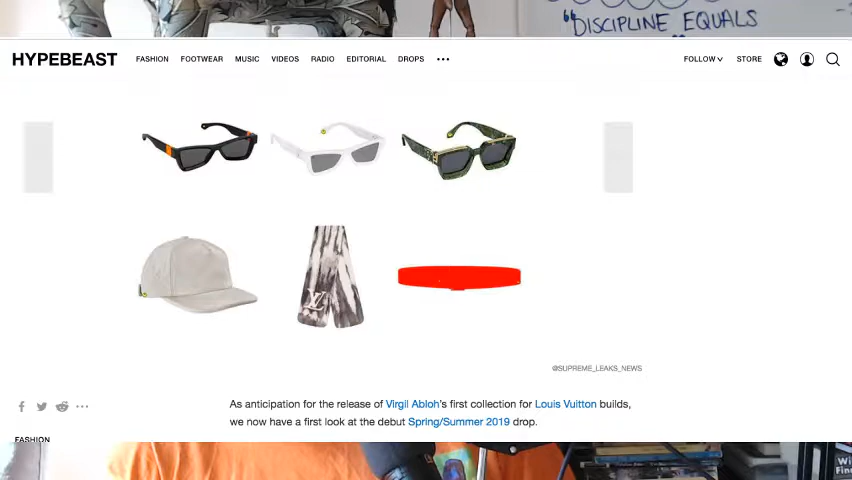 "DISCIPLINE EQUALS
HYPEBEAST FASHION FOOTWEAR MUSIC VIDEOS RADIO EDITORIAL DROPS ••• FOLLOW STORE
LV
@SUPREME_LEAKS_NEWS
As anticipation for the release of Virgil Abloh's first collection for Louis Vuitton builds,
we now have a first look at the debut Spring/Summer 2019 drop.
FASHION